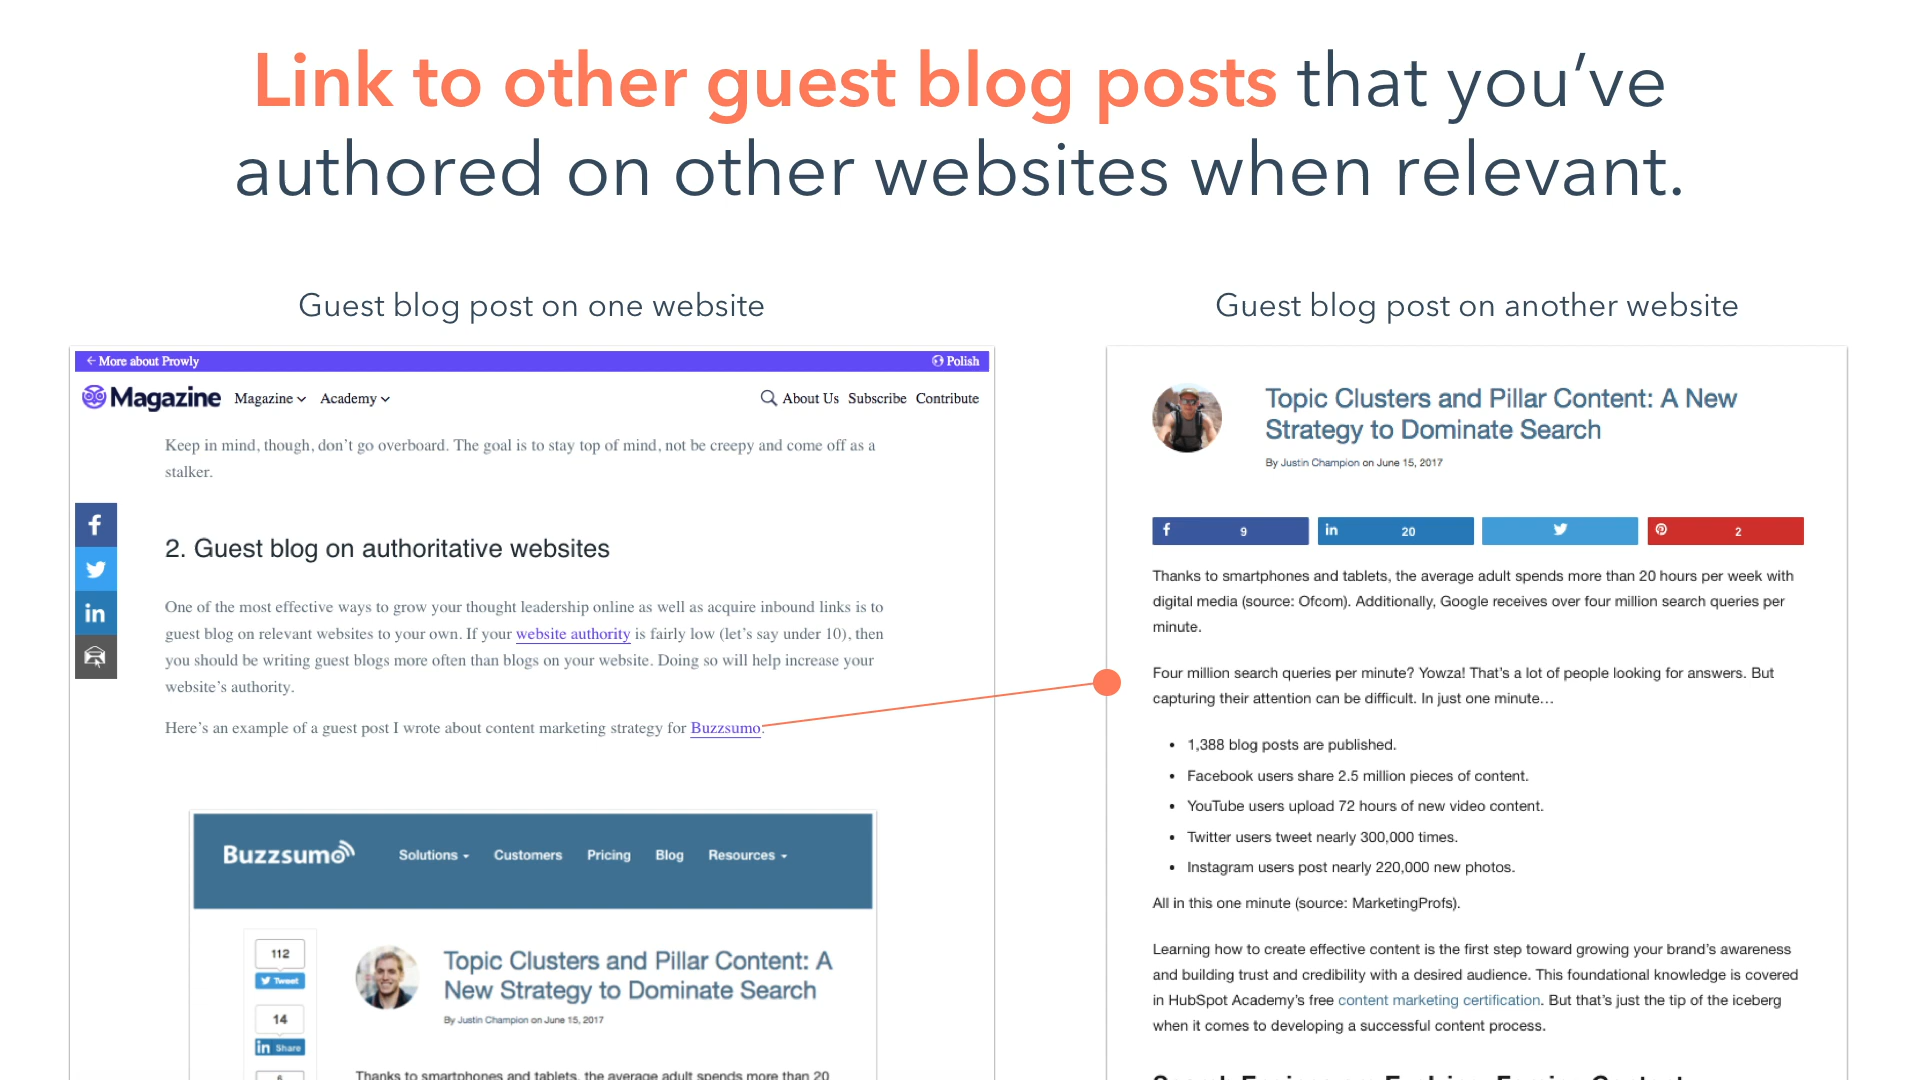 Link to other guest blog posts that you’ve
authored on other websites when relevant.
Guest blog post on one website
More about Prowly
Polish
Magazine
Magazine
Academy
About Us
Subscribe
Contribute
Keep in mind, though, don’t go overboard. The goal is to stay top of mind, not be creepy and come off as a
stalker.
2. Guest blog on authoritative websites
One of the most effective ways to grow your thought leadership online as well as acquire inbound links is to
guest blog on relevant websites to your own. If your website authority is fairly low (let’s say under 10), then
you should be writing guest blogs more often than blogs on your website. Doing so will help increase your
website’s authority.
Here’s an example of a guest post I wrote about content marketing strategy for Buzzsumo:
Buzzsumo
Solutions
Customers
Pricing
Blog
Resources
112
Tweet
14
in Share
Topic Clusters and Pillar Content: A
New Strategy to Dominate Search
By Justin Champion on June 15, 2017
Thanks to smartphones and tablets, the average adult spends more than 20
Guest blog post on another website
Topic Clusters and Pillar Content: A New
Strategy to Dominate Search
By Justin Champion on June 15, 2017
9
20
2
Thanks to smartphones and tablets, the average adult spends more than 20 hours per week with
digital media (source: Ofcom). Additionally, Google receives over four million search queries per
minute.
Four million search queries per minute? Yowza! That’s a lot of people looking for answers. But
capturing their attention can be difficult. In just one minute…
• 1,388 blog posts are published.
• Facebook users share 2.5 million pieces of content.
• YouTube users upload 72 hours of new video content.
• Twitter users tweet nearly 300,000 times.
• Instagram users post nearly 220,000 new photos.
All in this one minute (source: MarketingProfs).
Learning how to create effective content is the first step toward growing your brand’s awareness
and building trust and credibility with a desired audience. This foundational knowledge is covered
in HubSpot Academy’s free content marketing certification. But that’s just the tip of the iceberg
when it comes to developing a successful content process.